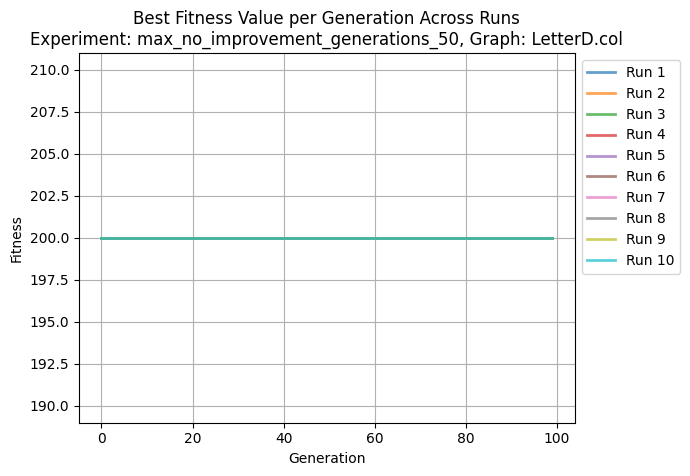 Best Fitness Value per Generation Across Runs
Experiment: max_no_improvement_generations_50, Graph: LetterD.col
210.0
207.5
205.0
202.5
200.0
197.5
195.0
192.5
190.0
Fitness
0 20 40 60 80 100
Generation
Run 1
Run 2
Run 3
Run 4
Run 5
Run 6
Run 7
Run 8
Run 9
Run 10